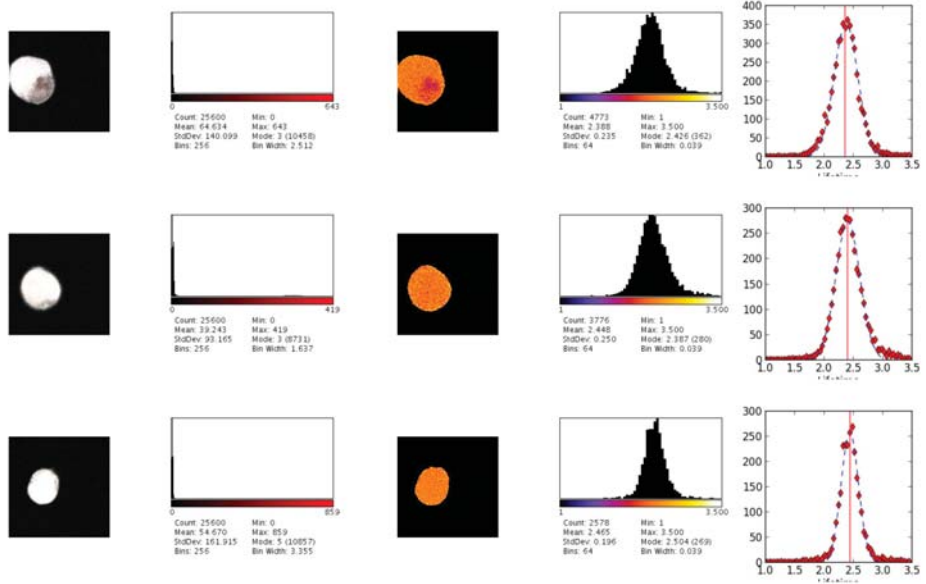 0 643
Count: 25600 Min: 0
Mean: 64.634 Max: 643
StdDev: 140.099 Mode: 3 (10458)
Bins: 256 Bin Width: 2.512
1 3.500
Count: 4773 Min: 1
Mean: 2.388 Max: 3.500
StdDev: 0.235 Mode: 2.426 (362)
Bins: 64 Bin Width: 0.039
400
350
300
250
200
150
100
50
0
1.0 1.5 2.0 2.5 3.0 3.5
0 419
Count: 25600 Min: 0
Mean: 39.243 Max: 419
StdDev: 93.165 Mode: 3 (8731)
Bins: 256 Bin Width: 1.637
1 3.500
Count: 3776 Min: 1
Mean: 2.448 Max: 3.500
StdDev: 0.250 Mode: 2.387 (280)
Bins: 64 Bin Width: 0.039
300
250
200
150
100
50
0
1.0 1.5 2.0 2.5 3.0 3.5
0 859
Count: 25600 Min: 0
Mean: 54.670 Max: 859
StdDev: 161.915 Mode: 5 (10857)
Bins: 256 Bin Width: 3.355
1 3.500
Count: 2578 Min: 1
Mean: 2.465 Max: 3.500
StdDev: 0.196 Mode: 2.504 (269)
Bins: 64 Bin Width: 0.039
300
250
200
150
100
50
0
1.0 1.5 2.0 2.5 3.0 3.5